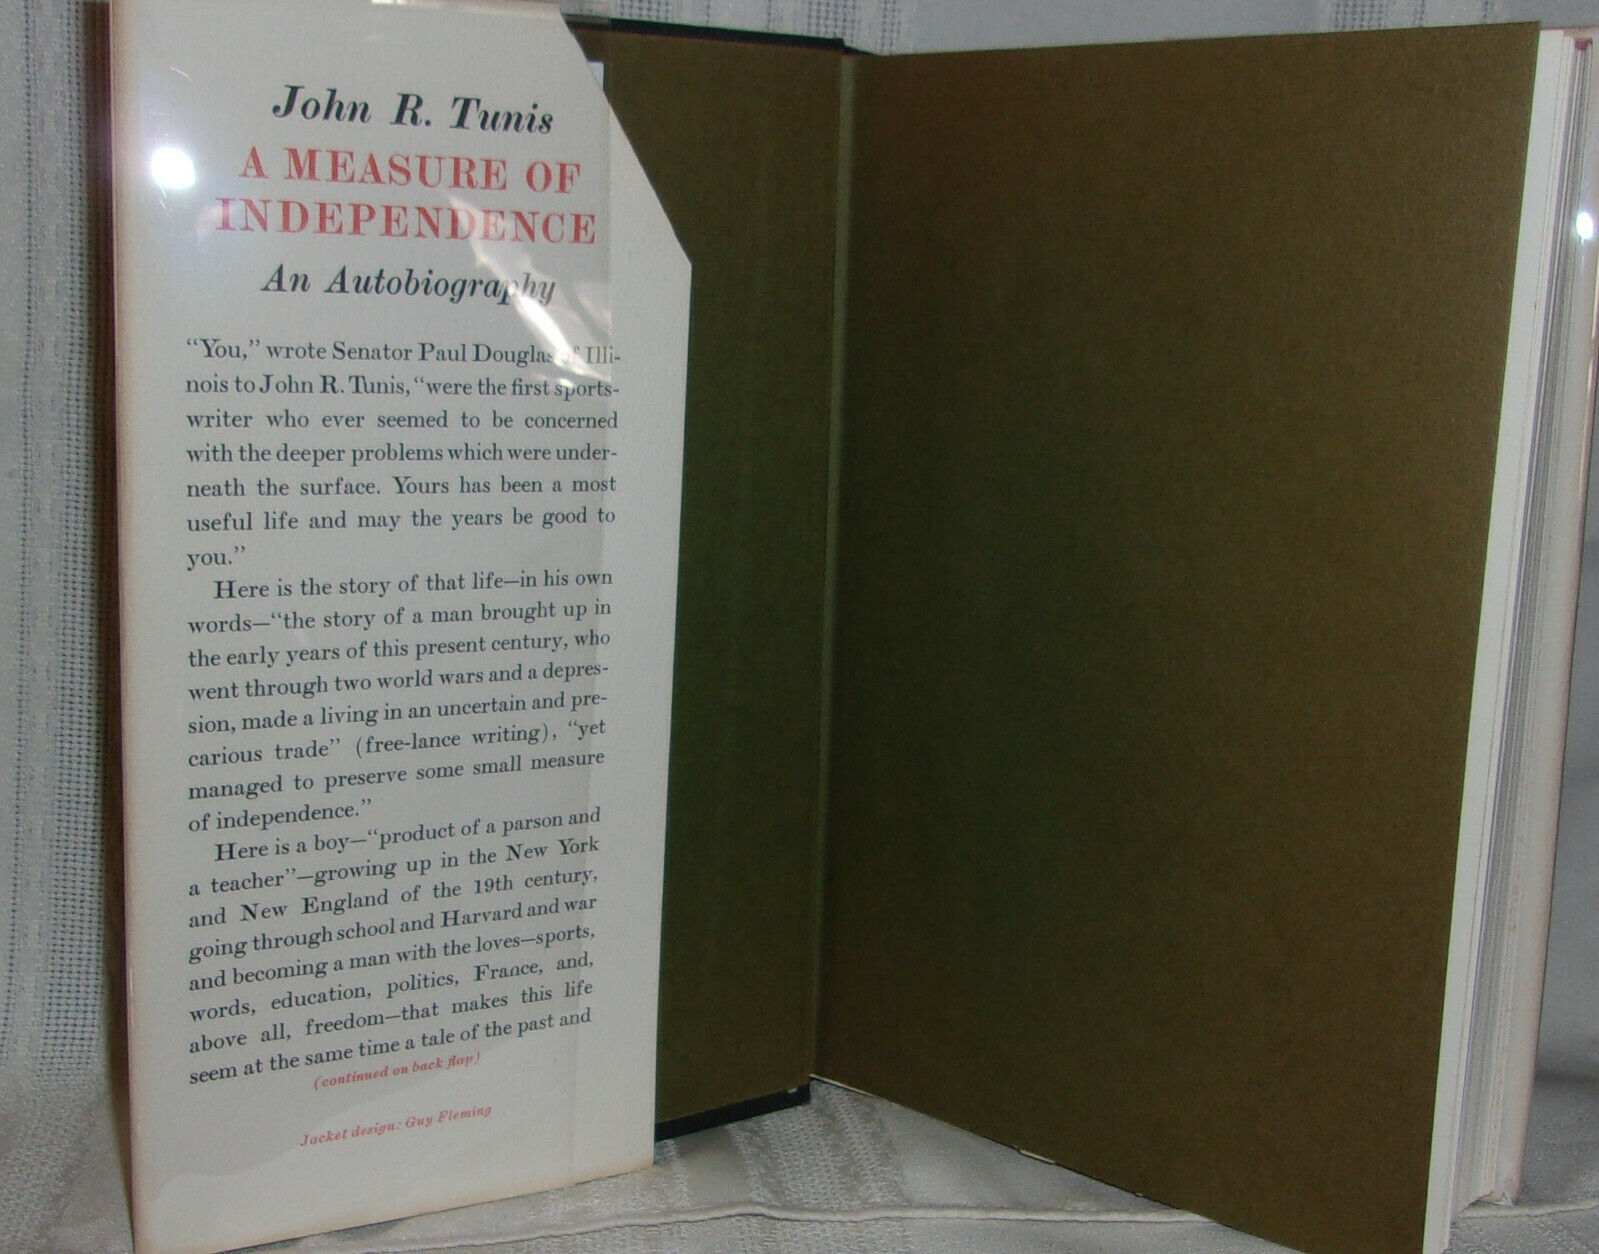 John R. Tunis
A MEASURE OF
INDEPENDENCE
An Autobiography
“You,” wrote Senator Paul Douglas of Illi-
nois to John R. Tunis, “were the first sports-
writer who ever seemed to be concerned
with the deeper problems which were under-
neath the surface. Yours has been a most
useful life and may the years be good to
you.”
Here is the story of that life—in his own
words—“the story of a man brought up in
the early years of this present century, who
went through two world wars and a depres-
sion, made a living in an uncertain and pre-
carious trade” (free-lance writing), “yet
managed to preserve some small measure
of independence.”
Here is a boy—“product of a parson and
a teacher”—growing up in the New York
and New England of the 19th century,
going through school and Harvard and war
and becoming a man with the loves—sports,
words, education, politics, France, and,
above all, freedom—that makes this life
seem at the same time a tale of the past and
(continued on back flap)
Jacket design: Guy Fleming